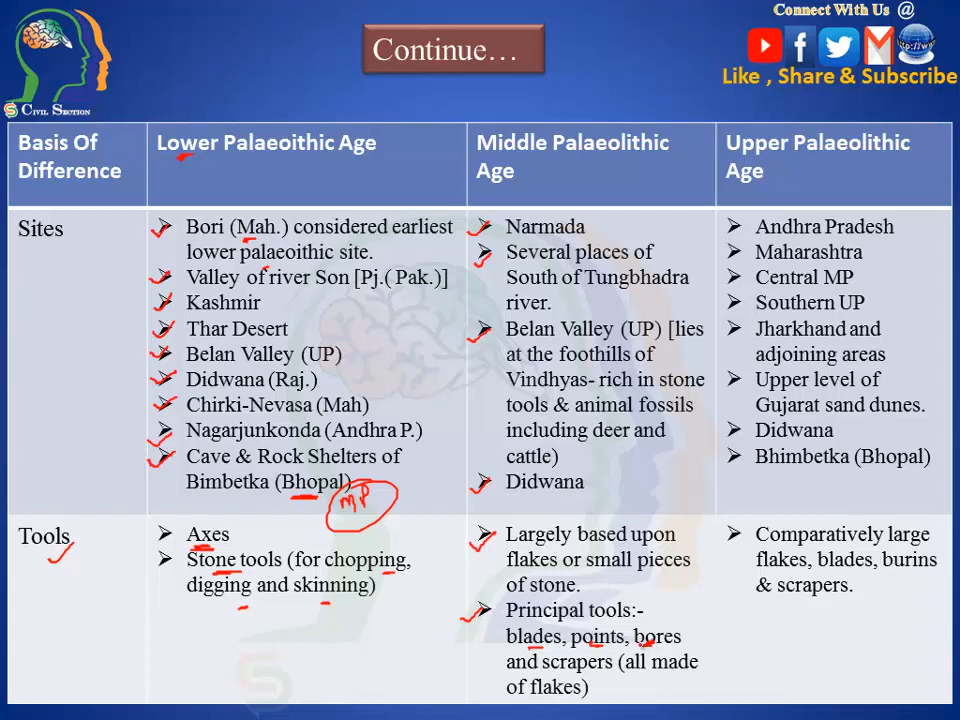 Connect With Us @
Continue…
http://www
Like , Share & Subscribe
CS CIVIL SECTION
Basis Of
Difference
Lower Palaeoithic Age
Middle Palaeolithic
Age
Upper Palaeolithic
Age
Sites
Bori (Mah.) considered earliest
lower palaeoithic site.
Valley of river Son [Pj.( Pak.)]
Kashmir
Thar Desert
Belan Valley (UP)
Didwana (Raj.)
Chirki-Nevasa (Mah)
Nagarjunkonda (Andhra P.)
Cave & Rock Shelters of
Bimbetka (Bhopal)
MP
Narmada
Several places of
South of Tungbhadra
river.
Belan Valley (UP) [lies
at the foothills of
Vindhyas- rich in stone
tools & animal fossils
including deer and
cattle)
Didwana
Andhra Pradesh
Maharashtra
Central MP
Southern UP
Jharkhand and
adjoining areas
Upper level of
Gujarat sand dunes.
Didwana
Bhimbetka (Bhopal)
Tools
Axes
Stone tools (for chopping,
digging and skinning)
Largely based upon
flakes or small pieces
of stone.
Principal tools:-
blades, points, bores
and scrapers (all made
of flakes)
Comparatively large
flakes, blades, burins
& scrapers.